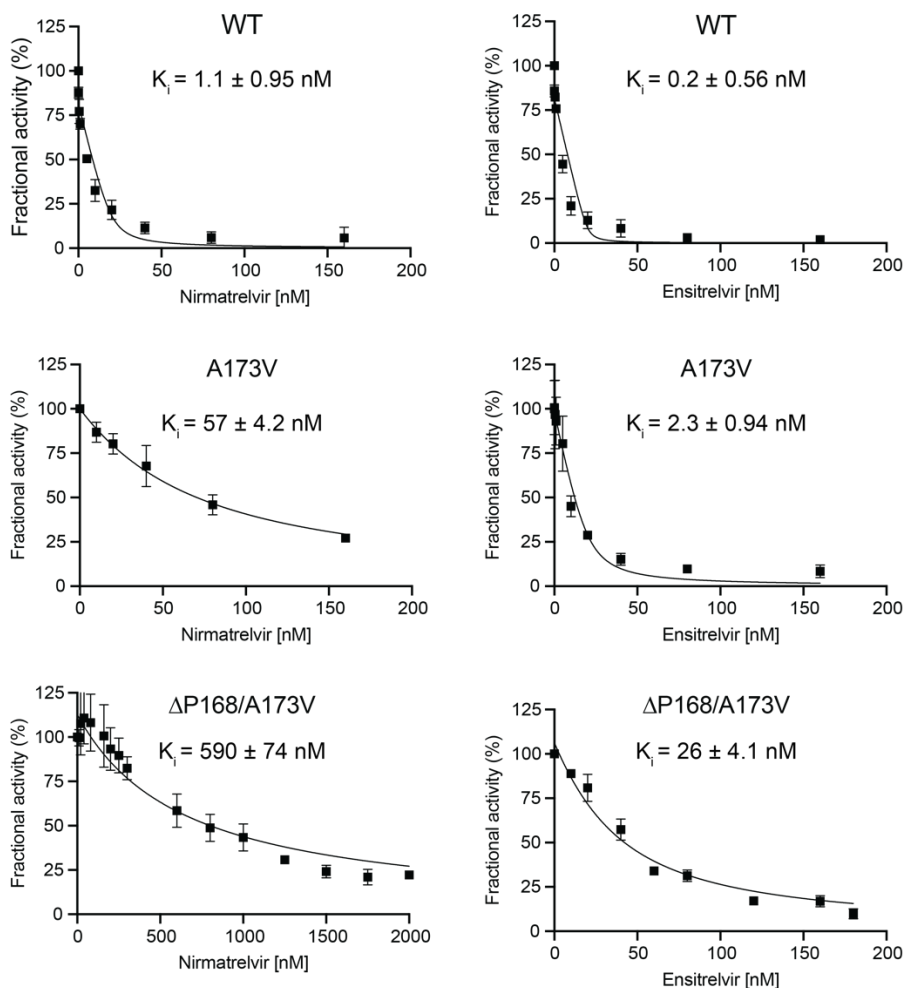 WT
K_i = 1.1 ± 0.95 nM
Fractional activity (%)
125
100
75
50
25
0
0 50 100 150 200
Nirmatrelvir [nM]
WT
K_i = 0.2 ± 0.56 nM
Fractional activity (%)
125
100
75
50
25
0
0 50 100 150 200
Ensitrelvir [nM]
A173V
K_i = 57 ± 4.2 nM
Fractional activity (%)
125
100
75
50
25
0
0 50 100 150 200
Nirmatrelvir [nM]
A173V
K_i = 2.3 ± 0.94 nM
Fractional activity (%)
125
100
75
50
25
0
0 50 100 150 200
Ensitrelvir [nM]
ΔP168/A173V
K_i = 590 ± 74 nM
Fractional activity (%)
125
100
75
50
25
0
0 500 1000 1500 2000
Nirmatrelvir [nM]
ΔP168/A173V
K_i = 26 ± 4.1 nM
Fractional activity (%)
125
100
75
50
25
0
0 50 100 150 200
Ensitrelvir [nM]